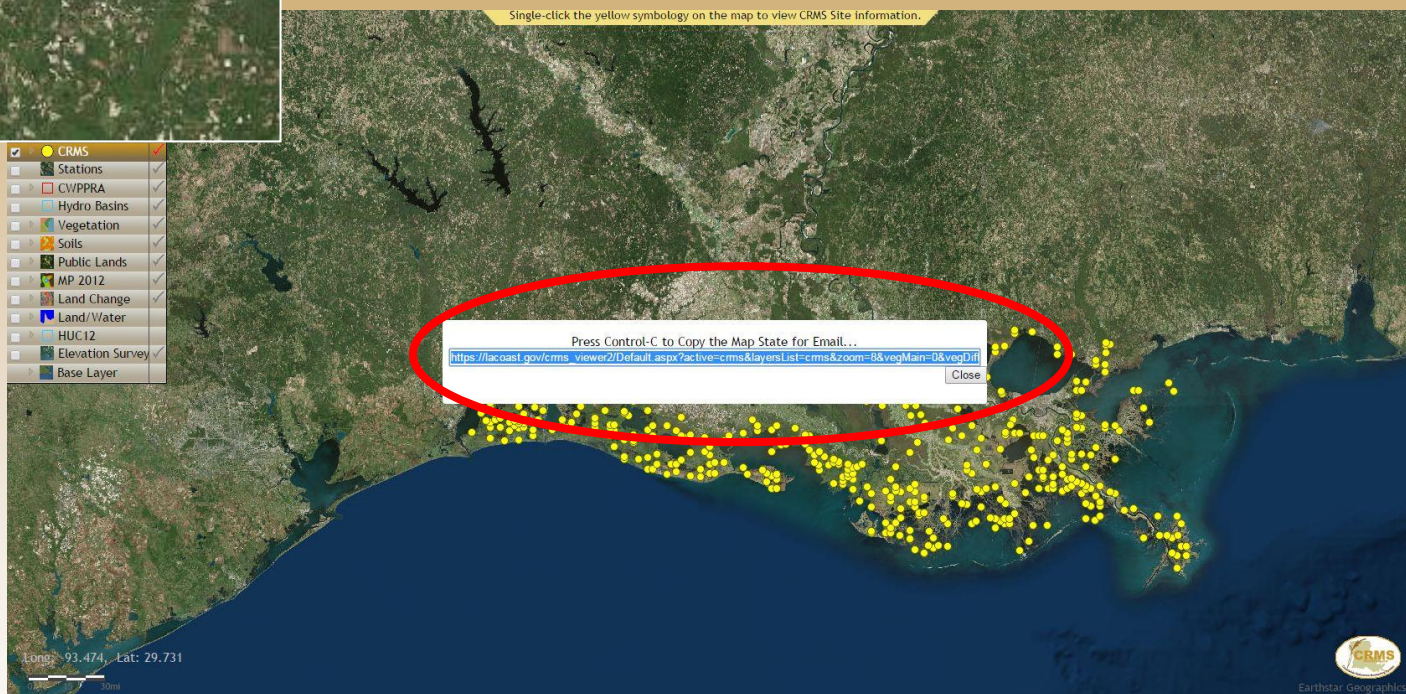 Single-click the yellow symbology on the map to view CRMS Site information.
CRMS
Stations
CWPPRA
Hydro Basins
Vegetation
Soils
Public Lands
MP 2012
Land Change
Land/Water
HUC12
Elevation Survey
Base Layer
Press Control-C to Copy the Map State for Email...
https://lacoast.gov/crms_viewer2/Default.aspx?active=crms&layersList=crms&zoom=8&vegMain=0&vegDif
Close
Long: -93.474, Lat: 29.731
30mi
CRMS
Earthstar Geographics